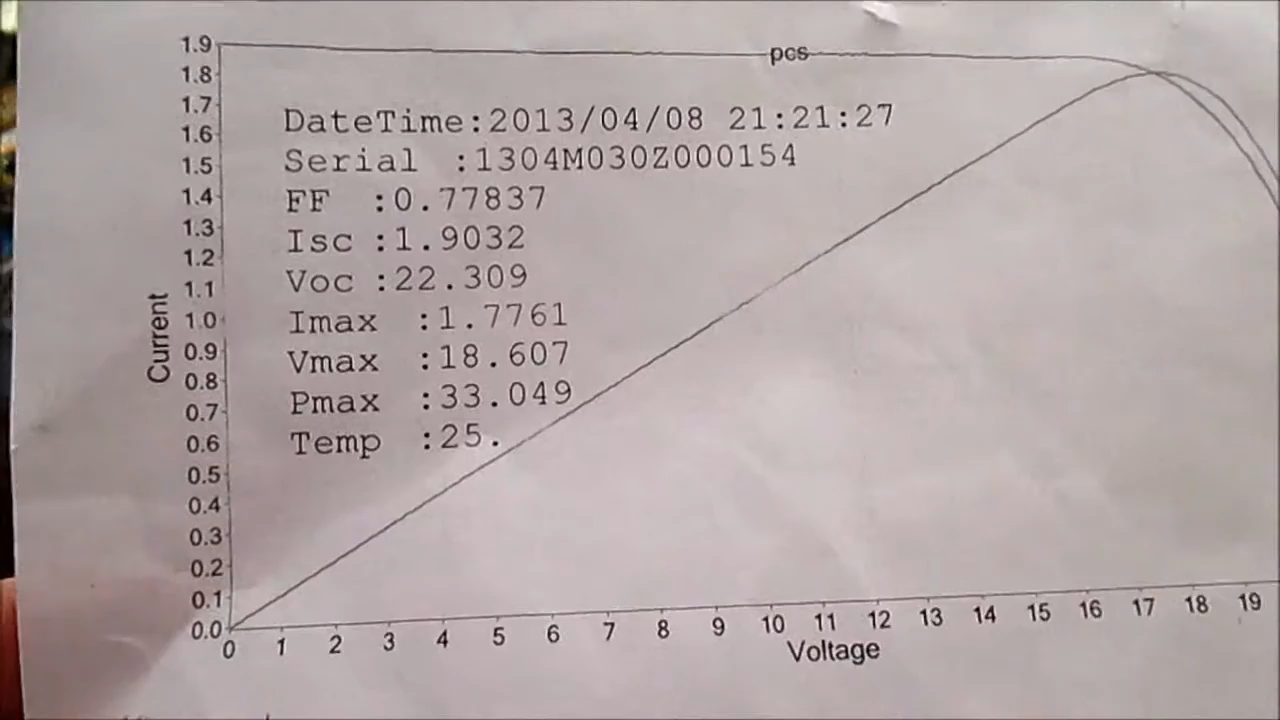 1.9
pcs
1.8
1.7
DateTime:2013/04/08 21:21:27
1.6
1.5
Serial :1304M030Z000154
1.4
FF :0.77837
1.3
Isc :1.9032
1.2
Voc :22.309
1.1
1.0
Imax :1.7761
0.9
Vmax :18.607
0.8
Pmax :33.049
0.7
0.6
Temp :25.
0.5
0.4
0.3
0.2
0.1
0.0
Current
0 1 2 3 4 5 6 7 8 9 10 11 12 13 14 15 16 17 18 19
Voltage